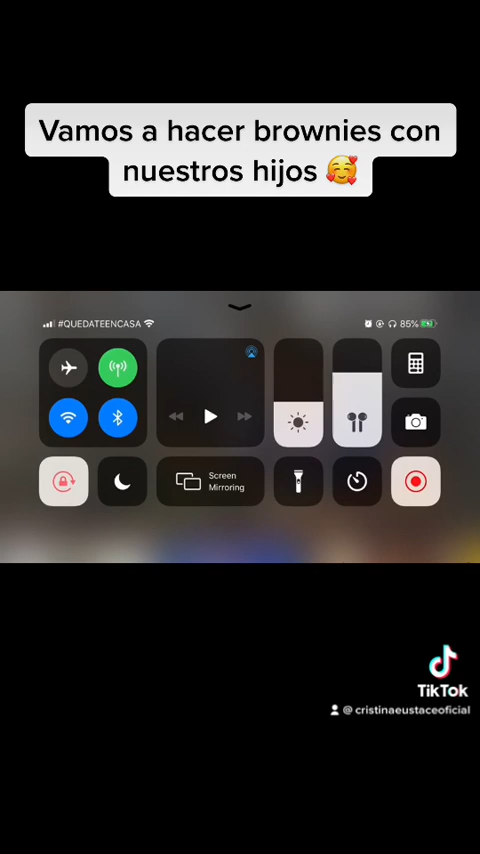 Vamos a hacer brownies con
nuestros hijos 🥰
#QUEDATEENCASA
85%
Screen
Mirroring
TikTok
@ cristinaeustaceoficial